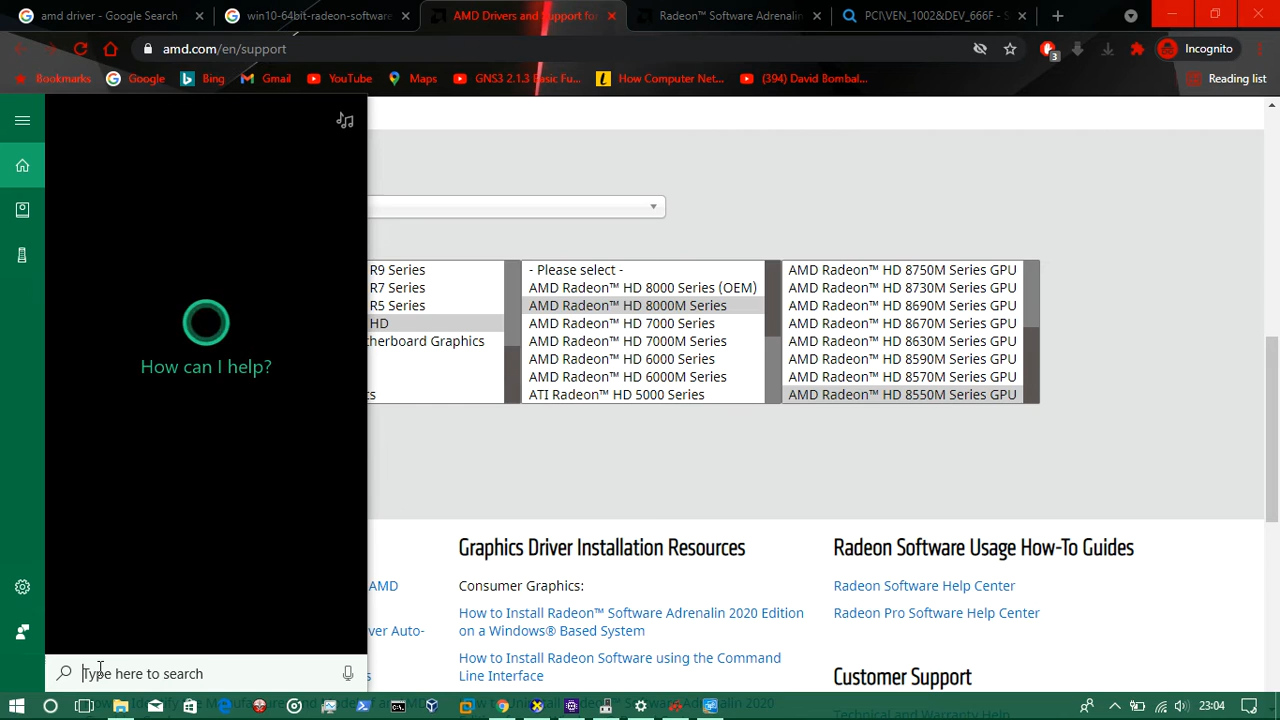 amd driver - Google Search
win10-64bit-radeon-software
AMD Drivers and Support for
Radeon™ Software Adrenalin
PCI\VEN_1002&DEV_666F - S
amd.com/en/support
3
Incognito
Bookmarks
Google
Bing
Gmail
YouTube
Maps
GNS3 2.1.3 Basic Fu...
How Computer Net...
(394) David Bombal...
Reading list
How can I help?
Type here to search
R9 Series
R7 Series
R5 Series
HD
therboard Graphics
cs
- Please select -
AMD Radeon™ HD 8000 Series (OEM)
AMD Radeon™ HD 8000M Series
AMD Radeon™ HD 7000 Series
AMD Radeon™ HD 7000M Series
AMD Radeon™ HD 6000 Series
AMD Radeon™ HD 6000M Series
ATI Radeon™ HD 5000 Series
AMD Radeon™ HD 8750M Series GPU
AMD Radeon™ HD 8730M Series GPU
AMD Radeon™ HD 8690M Series GPU
AMD Radeon™ HD 8670M Series GPU
AMD Radeon™ HD 8630M Series GPU
AMD Radeon™ HD 8590M Series GPU
AMD Radeon™ HD 8570M Series GPU
AMD Radeon™ HD 8550M Series GPU
AMD
ver Auto-
Graphics Driver Installation Resources
Consumer Graphics:
How to Install Radeon™ Software Adrenalin 2020 Edition
on a Windows® Based System
How to Install Radeon Software using the Command
Line Interface
Radeon Software Usage How-To Guides
Radeon Software Help Center
Radeon Pro Software Help Center
Customer Support
23:04